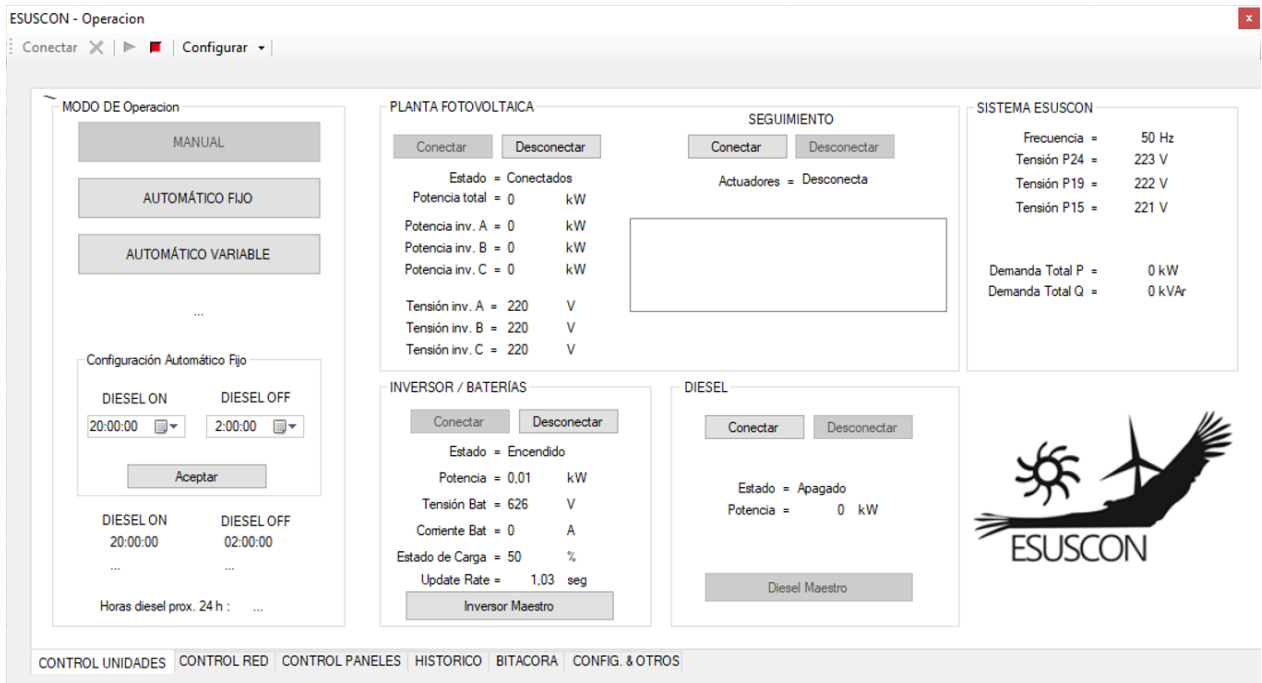 ESUSCON - Operacion
x
Conectar Configurar
MODO DE Operacion
MANUAL
AUTOMÁTICO FIJO
AUTOMÁTICO VARIABLE
...
Configuración Automático Fijo
DIESEL ON DIESEL OFF
20:00:00 2:00:00
Aceptar
DIESEL ON DIESEL OFF
20:00:00 02:00:00
... ...
Horas diesel prox. 24 h : ...
PLANTA FOTOVOLTAICA
Conectar Desconectar
Estado = Conectados
Potencia total = 0 kW
Potencia inv. A = 0 kW
Potencia inv. B = 0 kW
Potencia inv. C = 0 kW
Tensión inv. A = 220 V
Tensión inv. B = 220 V
Tensión inv. C = 220 V
SEGUIMIENTO
Conectar Desconectar
Actuadores = Desconecta
SISTEMA ESUSCON
Frecuencia = 50 Hz
Tensión P24 = 223 V
Tensión P19 = 222 V
Tensión P15 = 221 V
Demanda Total P = 0 kW
Demanda Total Q = 0 kVAr
INVERSOR / BATERÍAS
Conectar Desconectar
Estado = Encendido
Potencia = 0,01 kW
Tensión Bat = 626 V
Corriente Bat = 0 A
Estado de Carga = 50 %
Update Rate = 1,03 seg
Inversor Maestro
DIESEL
Conectar Desconectar
Estado = Apagado
Potencia = 0 kW
Diesel Maestro
ESUSCON
CONTROL UNIDADES CONTROL RED CONTROL PANELES HISTORICO BITACORA CONFIG. & OTROS